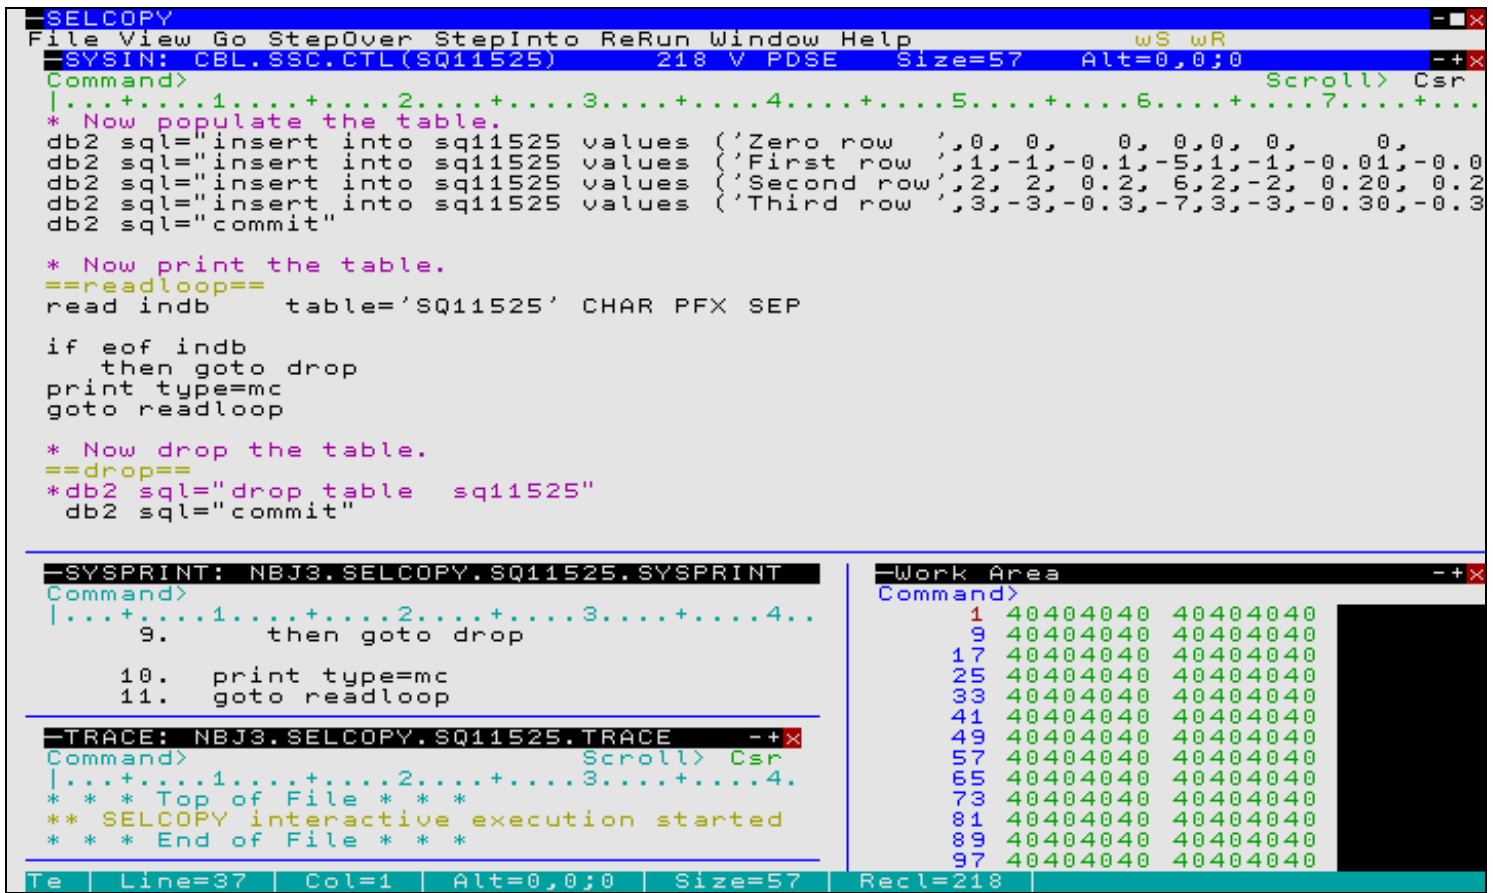 SELCOPY
File View Go StepOver StepInto ReRun Window Help wS wR
SYSIN: CBL.SSC.CTL(SQ11525) 218 V PDSE Size=57 Alt=0,0;0
Command> Scroll> Csr
|...+....1....+....2....+....3....+....4....+....5....+....6....+....7....+...
* Now populate the table.
db2 sql="insert into sq11525 values ('Zero row  ',0, 0,   0, 0,0, 0,    0,
db2 sql="insert into sq11525 values ('First row ',1,-1,-0.1,-5,1,-1,-0.01,-0.0
db2 sql="insert into sq11525 values ('Second row',2, 2, 0.2, 6,2,-2, 0.20, 0.2
db2 sql="insert into sq11525 values ('Third row ',3,-3,-0.3,-7,3,-3,-0.30,-0.3
db2 sql="commit"
* Now print the table.
==readloop==
read indb    table='SQ11525' CHAR PFX SEP
if eof indb
   then goto drop
print type=mc
goto readloop
* Now drop the table.
==drop==
*db2 sql="drop table  sq11525"
 db2 sql="commit"
SYSPRINT: NBJ3.SELCOPY.SQ11525.SYSPRINT
Command>
|...+....1....+....2....+....3....+....4..
9.     then goto drop
10.  print type=mc
11.  goto readloop
TRACE: NBJ3.SELCOPY.SQ11525.TRACE
Command> Scroll> Csr
|...+....1....+....2....+....3....+....4.
* * * Top of File * * *
** SELCOPY interactive execution started
* * * End of File * * *
Work Area
Command>
1 40404040 40404040
9 40404040 40404040
17 40404040 40404040
25 40404040 40404040
33 40404040 40404040
41 40404040 40404040
49 40404040 40404040
57 40404040 40404040
65 40404040 40404040
73 40404040 40404040
81 40404040 40404040
89 40404040 40404040
97 40404040 40404040
Te | Line=37 | Col=1 | Alt=0,0;0 | Size=57 | Recl=218 |